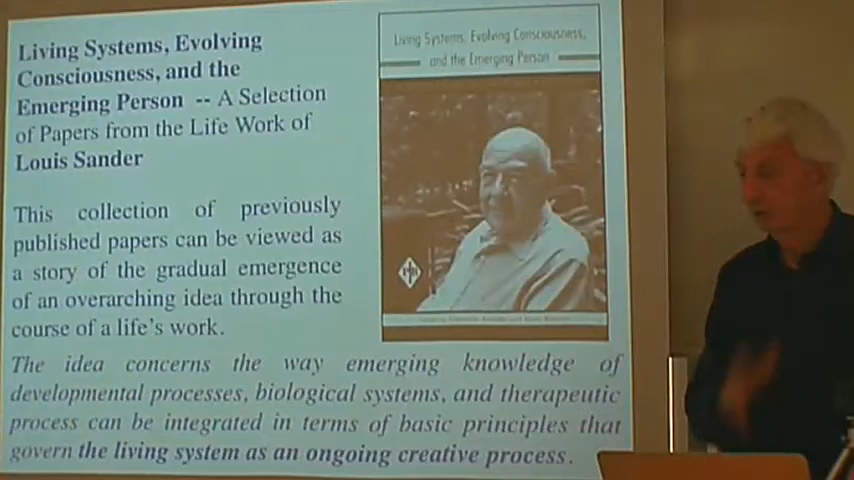 Living Systems, Evolving
Consciousness, and the
Emerging Person -- A Selection
of Papers from the Life Work of
Louis Sander
This collection of previously
published papers can be viewed as
a story of the gradual emergence
of an overarching idea through the
course of a life's work.
The idea concerns the way emerging knowledge of
developmental processes, biological systems, and therapeutic
process can be integrated in terms of basic principles that
govern the living system as an ongoing creative process.
Living Systems, Evolving Consciousness,
and the Emerging Person